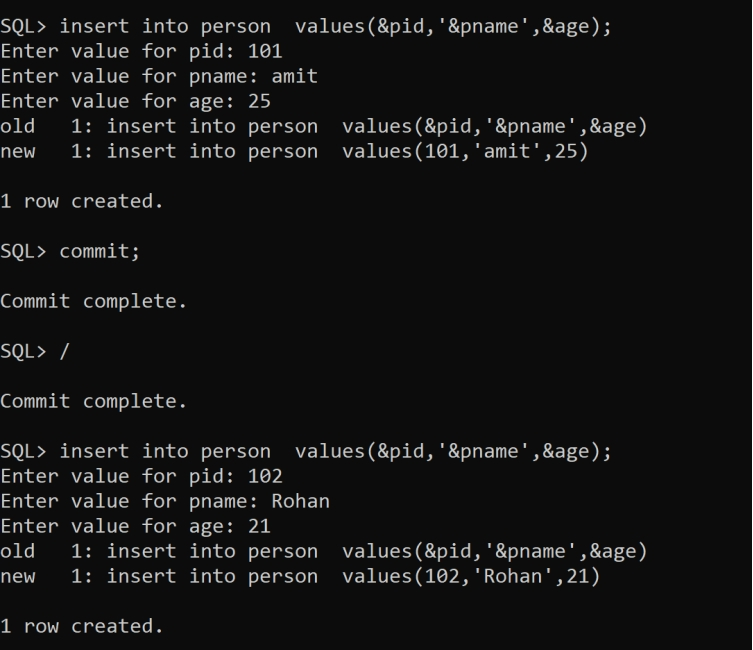 SQL> insert into person  values(&pid,'&pname',&age);
Enter value for pid: 101
Enter value for pname: amit
Enter value for age: 25
old   1: insert into person  values(&pid,'&pname',&age)
new   1: insert into person  values(101,'amit',25)
1 row created.
SQL> commit;
Commit complete.
SQL> /
Commit complete.
SQL> insert into person  values(&pid,'&pname',&age);
Enter value for pid: 102
Enter value for pname: Rohan
Enter value for age: 21
old   1: insert into person  values(&pid,'&pname',&age)
new   1: insert into person  values(102,'Rohan',21)
1 row created.